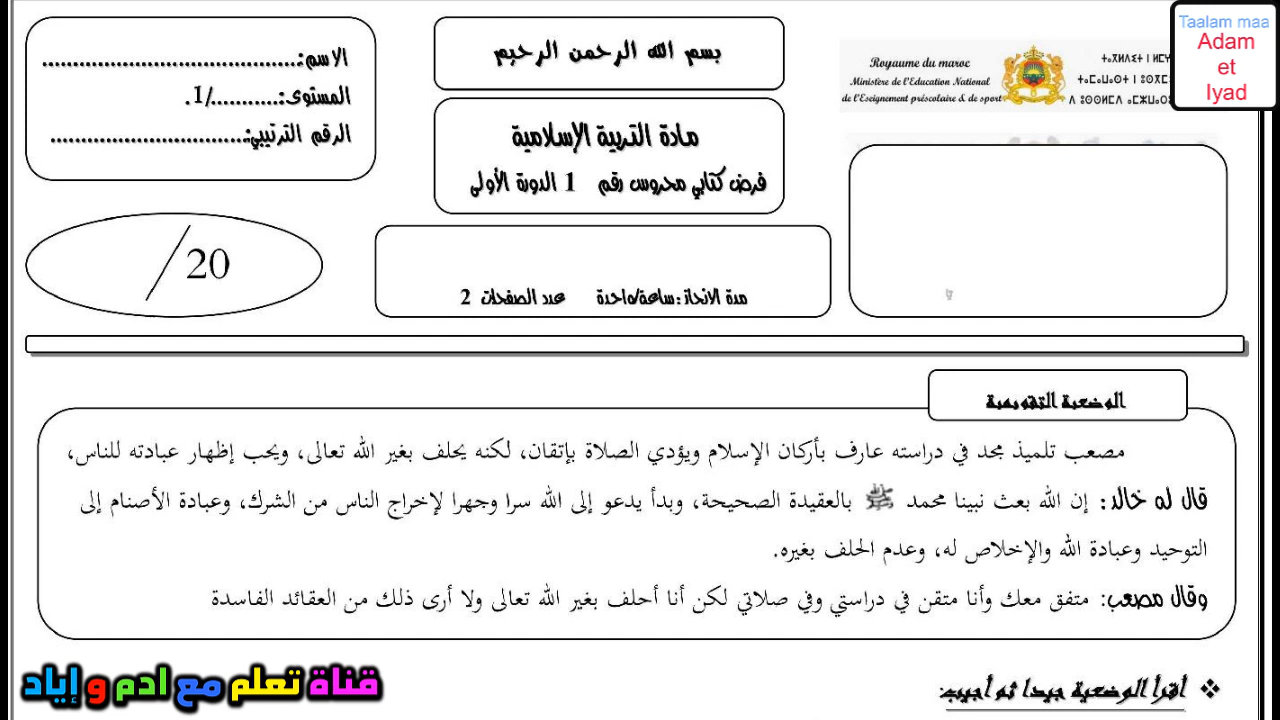 Taalam maa
Adam
et
Iyad
Royaume du maroc
Ministère de l'Education National
de l'Eseignement préscolaire & de sport
بسم الله الرحمن الرحيم
مادة التربية الإسلامية
فرض كتابي محروس رقم 1 الدورة الأولى
الاسم:...........................................
المستوى:............/1.
الرقم الترتيبي:.................................
/20
مدة الانجاز: ساعة/واحدة عدد الصفحات 2
الوضعية التقويمية
مصعب تلميذ مجد في دراسته عارف بأركان الإسلام ويؤدي الصلاة بإتقان، لكنه يحلف بغير الله تعالى، ويحب إظهار عبادته للناس،
قال له خالد: إن الله بعث نبينا محمد ﷺ بالعقيدة الصحيحة، وبدأ يدعو إلى الله سرا وجهرا لإخراج الناس من الشرك، وعبادة الأصنام إلى
التوحيد وعبادة الله والإخلاص له، وعدم الحلف بغيره.
وقال مصعب: متفق معك وأنا متقن في دراستي وفي صلاتي لكن أنا أحلف بغير الله تعالى ولا أرى ذلك من العقائد الفاسدة
❖ أقرأ الوضعية جيدا ثم أجيب:
قناة تعلم مع ادم و إياد